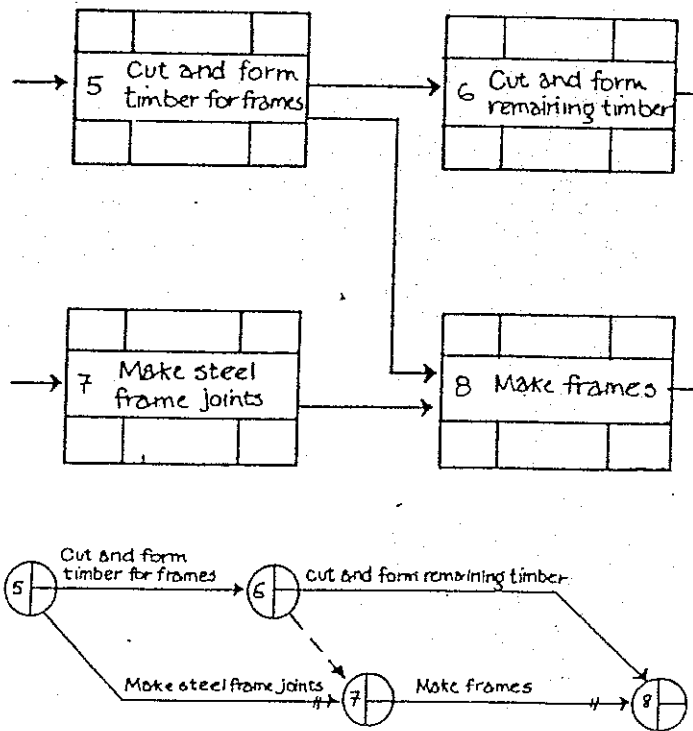 5 Cut and form
timber for frames
6 Cut and form
remaining timber
7 Make steel
frame joints
8 Make frames
Cut and form
timber for frames
Cut and form remaining timber
5
6
Make steel frame joints
7
Make frames
8